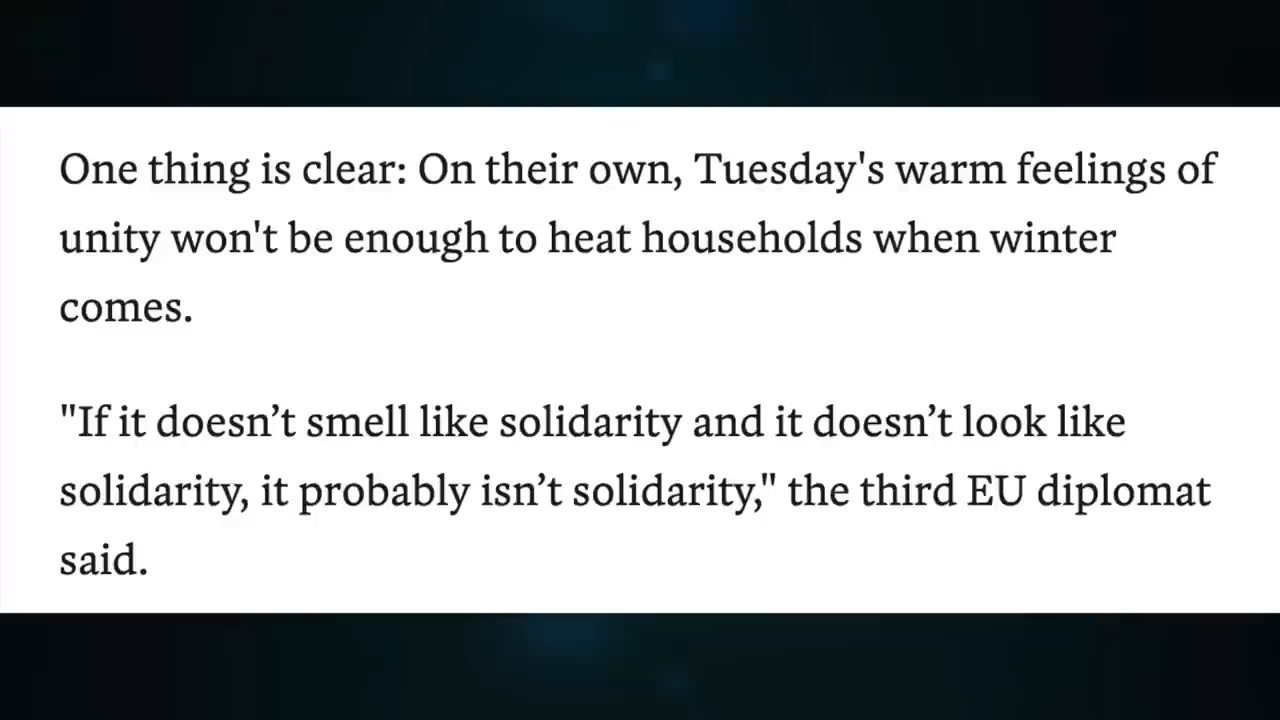 One thing is clear: On their own, Tuesday's warm feelings of
unity won't be enough to heat households when winter
comes.
"If it doesn’t smell like solidarity and it doesn’t look like
solidarity, it probably isn’t solidarity," the third EU diplomat
said.